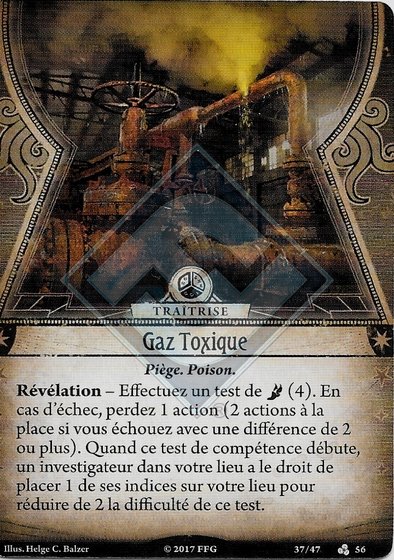 TRAÎTRISE
Gaz Toxique
Piège. Poison.
Révélation – Effectuez un test de (4). En
cas d'échec, perdez 1 action (2 actions à la
place si vous échouez avec une différence de 2
ou plus). Quand ce test de compétence débute,
un investigateur dans votre lieu a le droit de
placer 1 de ses indices sur votre lieu pour
réduire de 2 la difficulté de ce test.
Illus. Helge C. Balzer © 2017 FFG 37/47 56